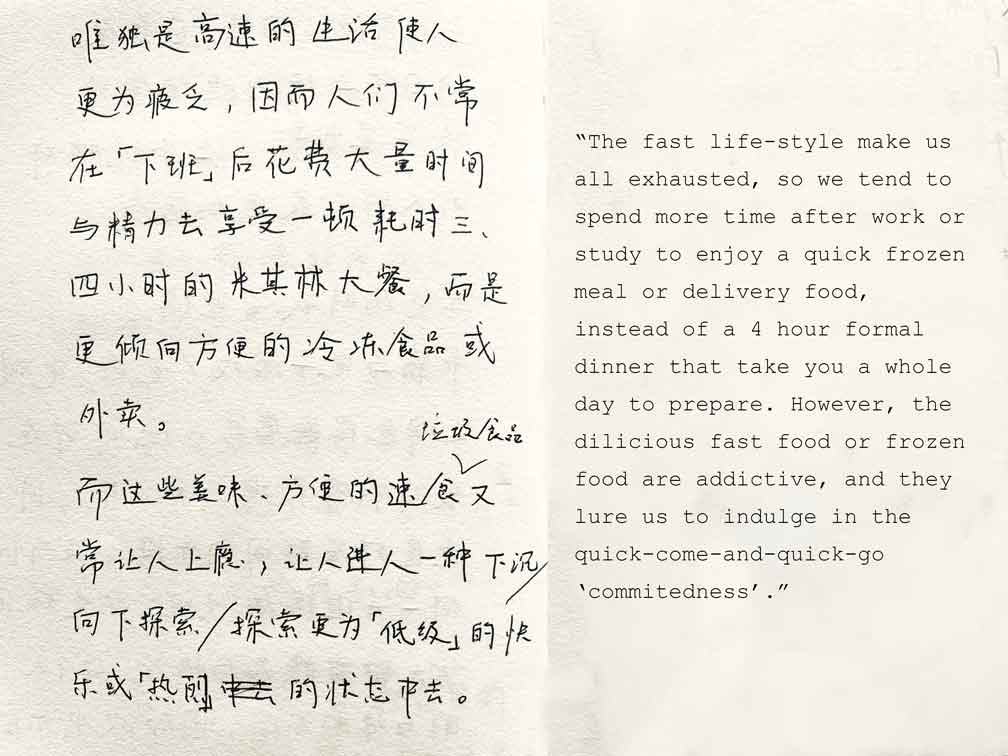 唯独是高速的生活使人
更为疲乏，因而人们不常
在「下班」后花费大量时间
与精力去享受一顿耗时三、
四小时的米其林大餐，而是
更倾向方便的冷冻食品或
外卖。
垃圾食品
而这些美味、方便的速食又
常让人上瘾，让人进入一种下沉/
向下探索/探索更为「低级」的快
乐或「热烈」的状态中去。
“The fast life-style make us
all exhausted, so we tend to
spend more time after work or
study to enjoy a quick frozen
meal or delivery food,
instead of a 4 hour formal
dinner that take you a whole
day to prepare. However, the
dilicious fast food or frozen
food are addictive, and they
lure us to indulge in the
quick-come-and-quick-go
‘commitedness’.”